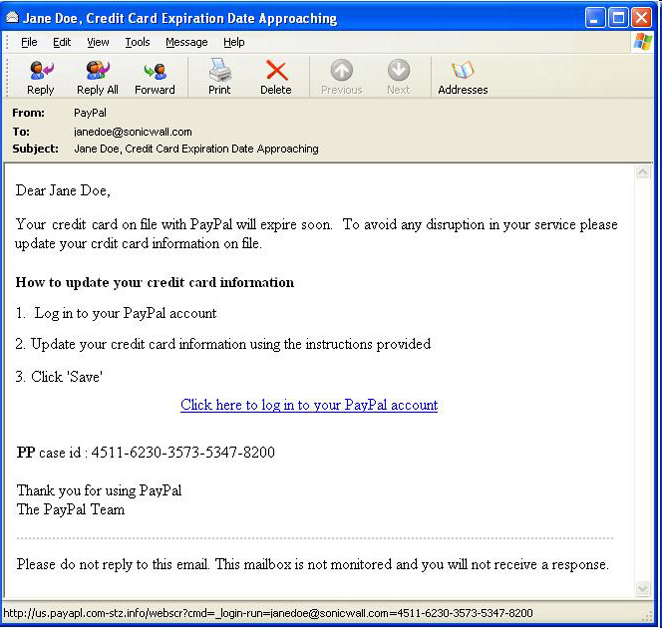 Jane Doe, Credit Card Expiration Date Approaching
File Edit View Tools Message Help
Reply Reply All Forward Print Delete Previous Next Addresses
From: PayPal
To: janedoe@sonicwall.com
Subject: Jane Doe, Credit Card Expiration Date Approaching
Dear Jane Doe,
Your credit card on file with PayPal will expire soon. To avoid any disruption in your service please
update your crdit card information on file.
How to update your credit card information
1. Log in to your PayPal account
2. Update your credit card information using the instructions provided
3. Click 'Save'
Click here to log in to your PayPal account
PP case id : 4511-6230-3573-5347-8200
Thank you for using PayPal
The PayPal Team
Please do not reply to this email. This mailbox is not monitored and you will not receive a response.
http://us.payapl.com-stz.info/webscr?cmd=_login-run=janedoe@sonicwall.com=4511-6230-3573-5347-8200